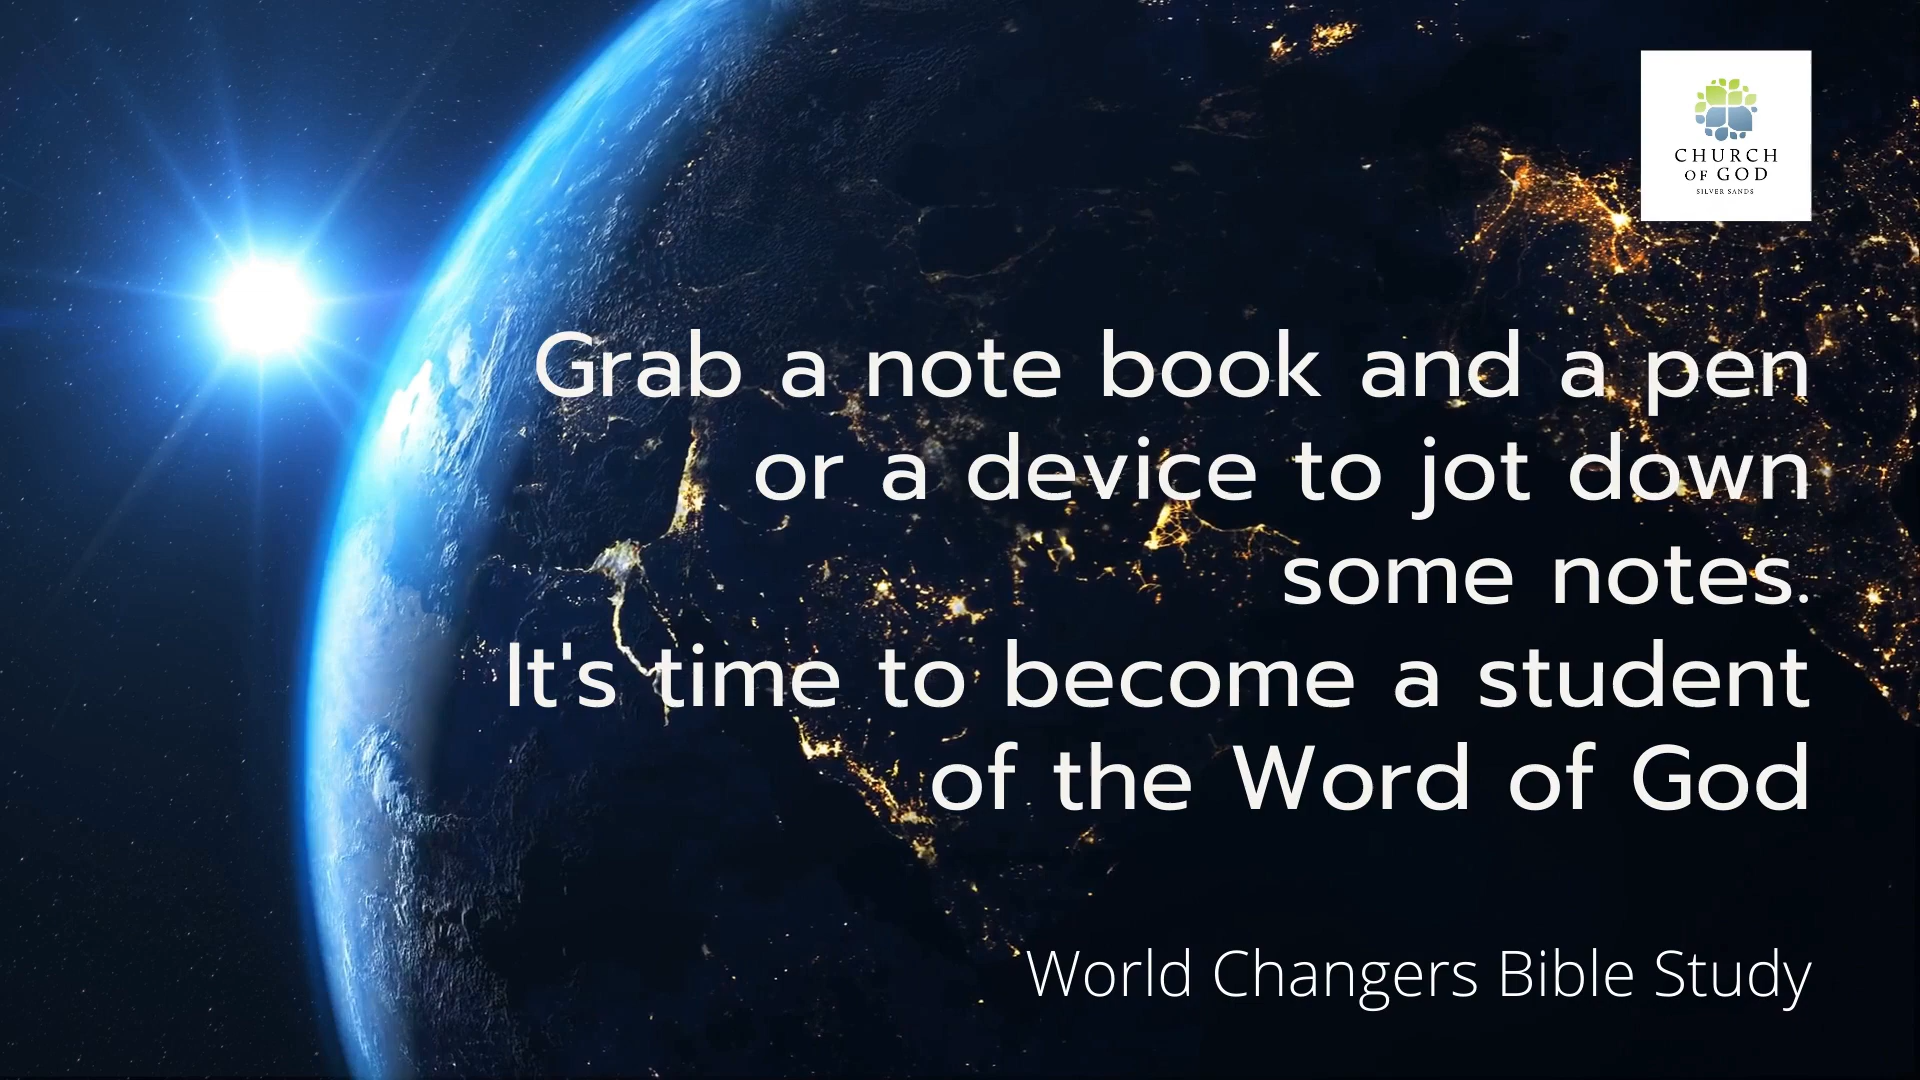 CHURCH
OF GOD
SILVER SANDS
Grab a note book and a pen
or a device to jot down
some notes.
It's time to become a student
of the Word of God
World Changers Bible Study